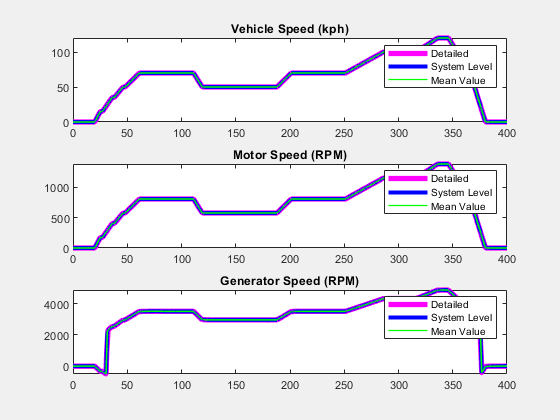 Vehicle Speed (kph)
100
50
0
Detailed
System Level
Mean Value
0 50 100 150 200 250 300 350 400
Motor Speed (RPM)
1000
500
0
Detailed
System Level
Mean Value
0 50 100 150 200 250 300 350 400
Generator Speed (RPM)
4000
2000
0
Detailed
System Level
Mean Value
0 50 100 150 200 250 300 350 400